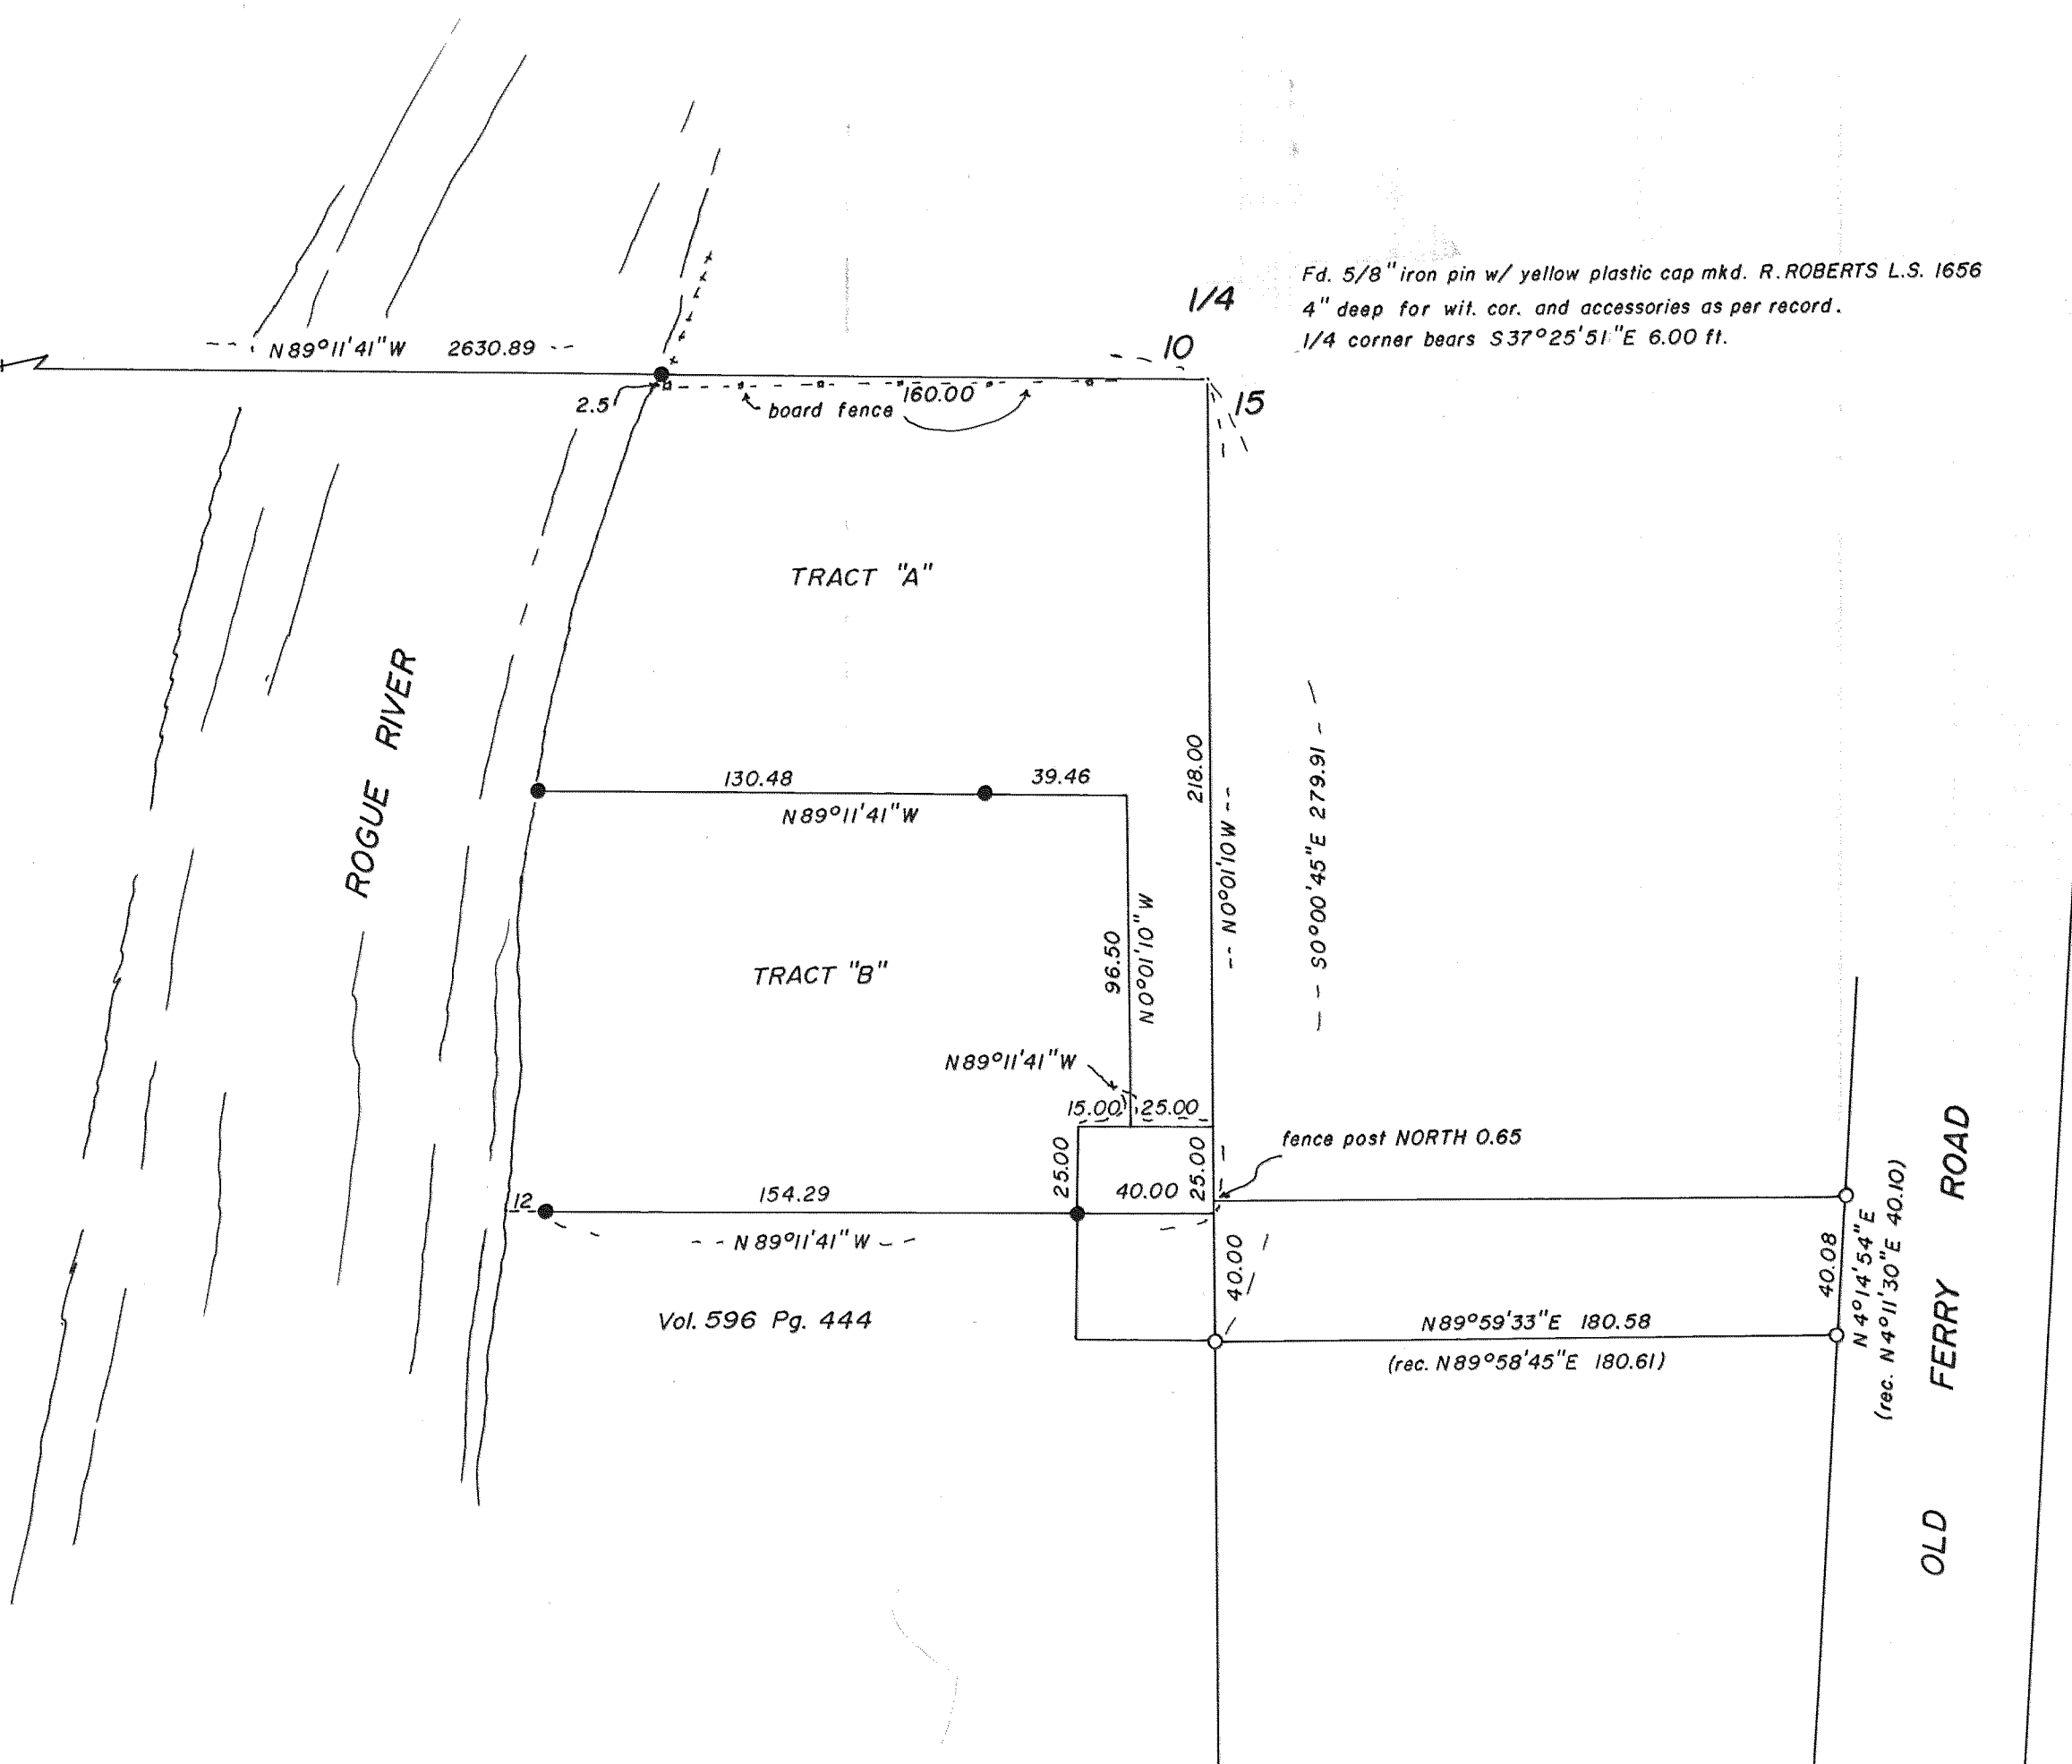 Fd. 5/8" iron pin w/ yellow plastic cap mkd. R. ROBERTS L.S. 1656
4" deep for wit. cor. and accessories as per record.
1/4 corner bears S37°25'51"E 6.00 ft.
1/4
10
15
N89°11'41"W 2630.89
2.5
160.00
board fence
TRACT "A"
ROGUE RIVER
130.48
39.46
N89°11'41"W
218.00
N0°01'10"W
S0°00'45"E 279.91
TRACT "B"
96.50
N0°01'10"W
N89°11'41"W
15.00
25.00
25.00
25.00
fence post NORTH 0.65
12
154.29
40.00
N89°11'41"W
40.00
Vol. 596 Pg. 444
N89°59'33"E 180.58
(rec. N89°58'45"E 180.61)
40.08
N4°14'54"E
(rec. N4°11'30"E 40.10)
OLD FERRY ROAD